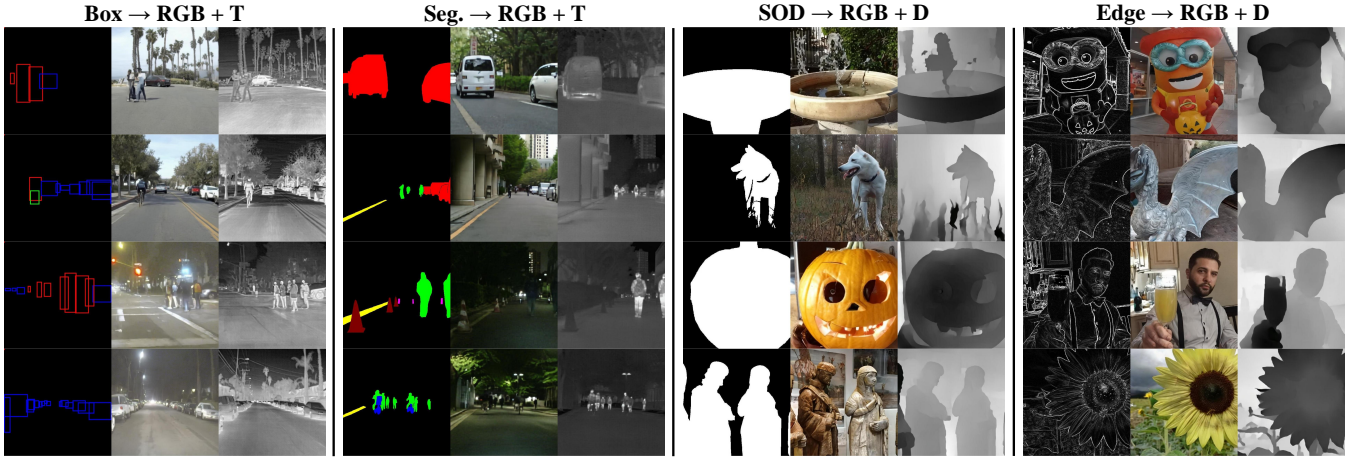 Box → RGB + T
Seg. → RGB + T
SOD → RGB + D
Edge → RGB + D